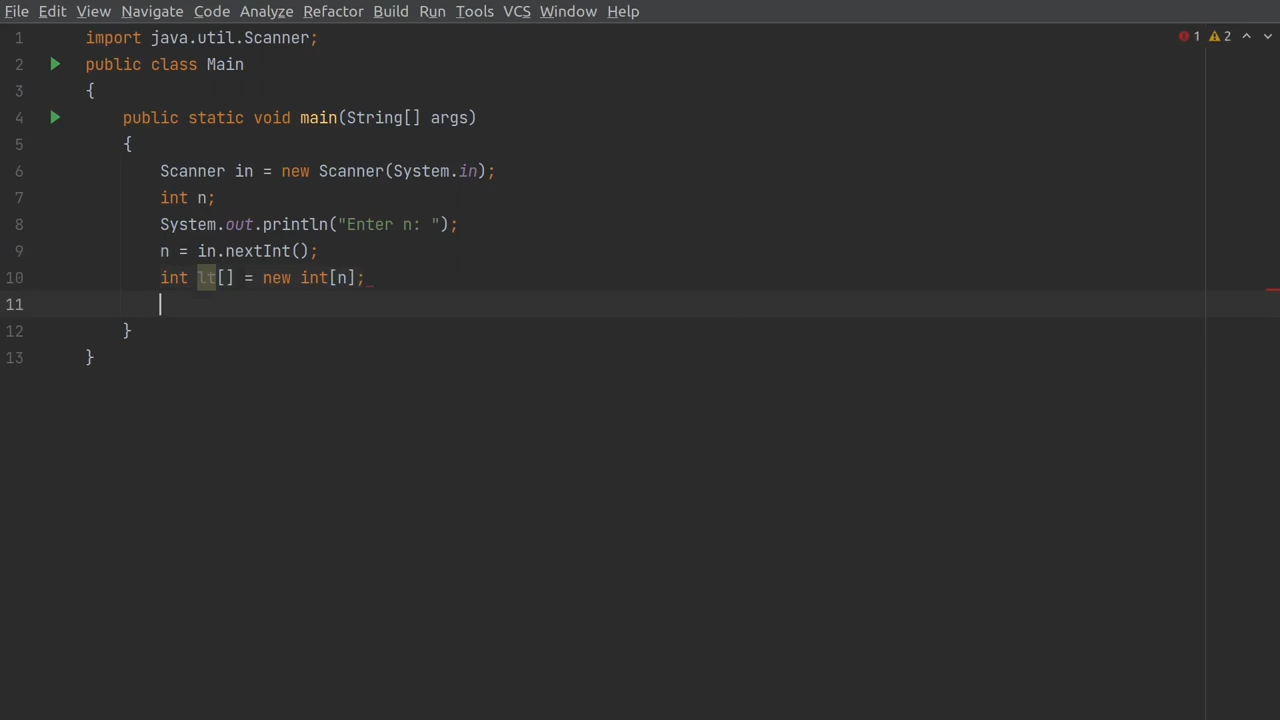 File Edit View Navigate Code Analyze Refactor Build Run Tools VCS Window Help
1 import java.util.Scanner; 1 2
2 public class Main
3 {
4 public static void main(String[] args)
5 {
6 Scanner in = new Scanner(System.in);
7 int n;
8 System.out.println("Enter n: ");
9 n = in.nextInt();
10 int lt[] = new int[n];
11
12 }
13 }